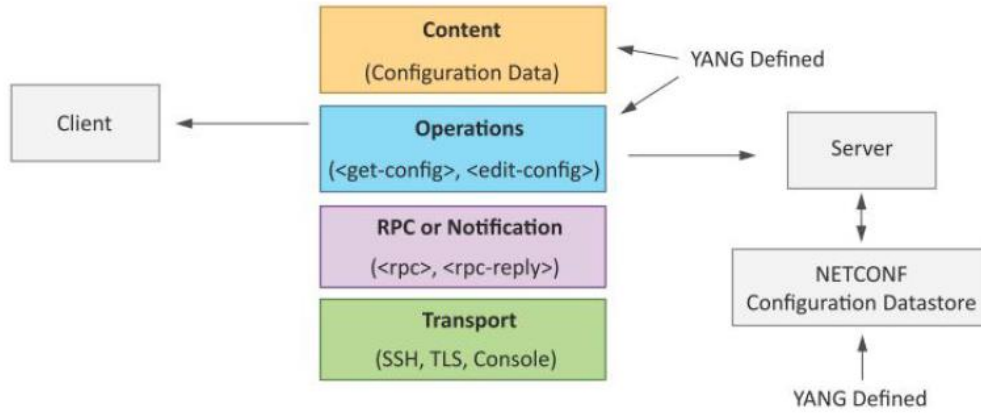 Content
(Configuration Data)
YANG Defined
Client
Operations
(<get-config>, <edit-config>)
Server
RPC or Notification
(<rpc>, <rpc-reply>)
NETCONF
Configuration Datastore
Transport
(SSH, TLS, Console)
YANG Defined